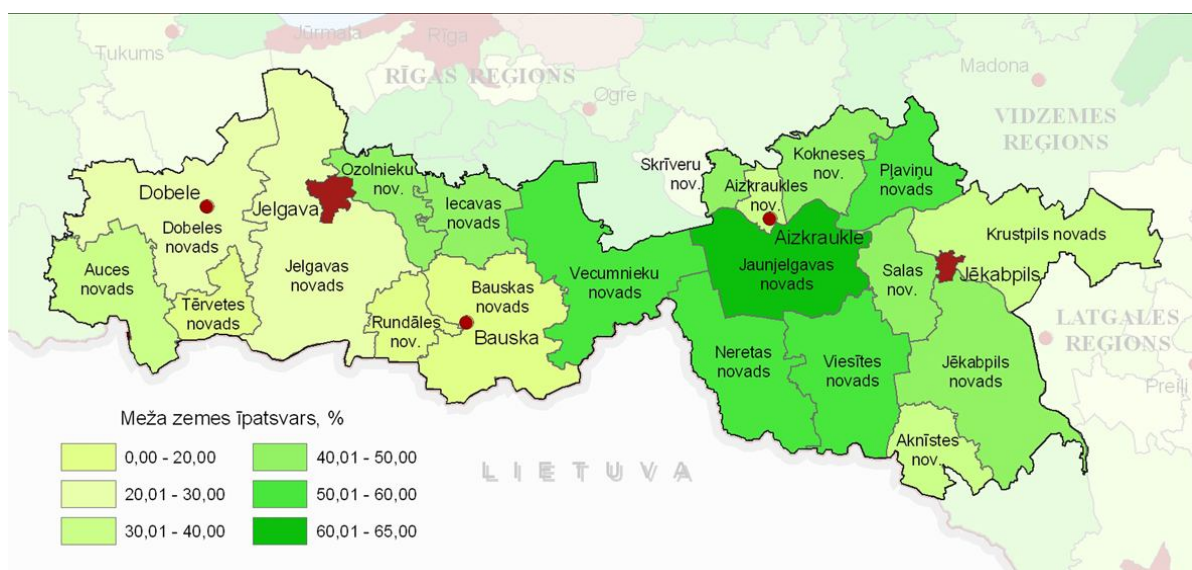 Tukums
Jūrmala
Rīga
RĪGAS REĢIONS
Ogre
Madona
VIDZEMES
REĢIONS
Skrīveru
nov.
Kokneses
nov.
Aizkraukles
nov.
Pļaviņu
novads
Ozolnieku
nov.
Dobele
Dobeles
novads
Jelgava
Iecavas
novads
Aizkraukle
Jaunjelgavas
novads
Krustpils novads
Auces
novads
Jelgavas
novads
Vecumnieku
novads
Salas
nov.
Jēkabpils
Tērvetes
novads
Bauskas
novads
Rundāles
nov.
Bauska
LATGALES
REĢIONS
Neretas
novads
Viesītes
novads
Jēkabpils
novads
Preiļi
Aknīstes
nov.
LIETUVA
Meža zemes īpatsvars, %
0,00 - 20,00
20,01 - 30,00
30,01 - 40,00
40,01 - 50,00
50,01 - 60,00
60,01 - 65,00